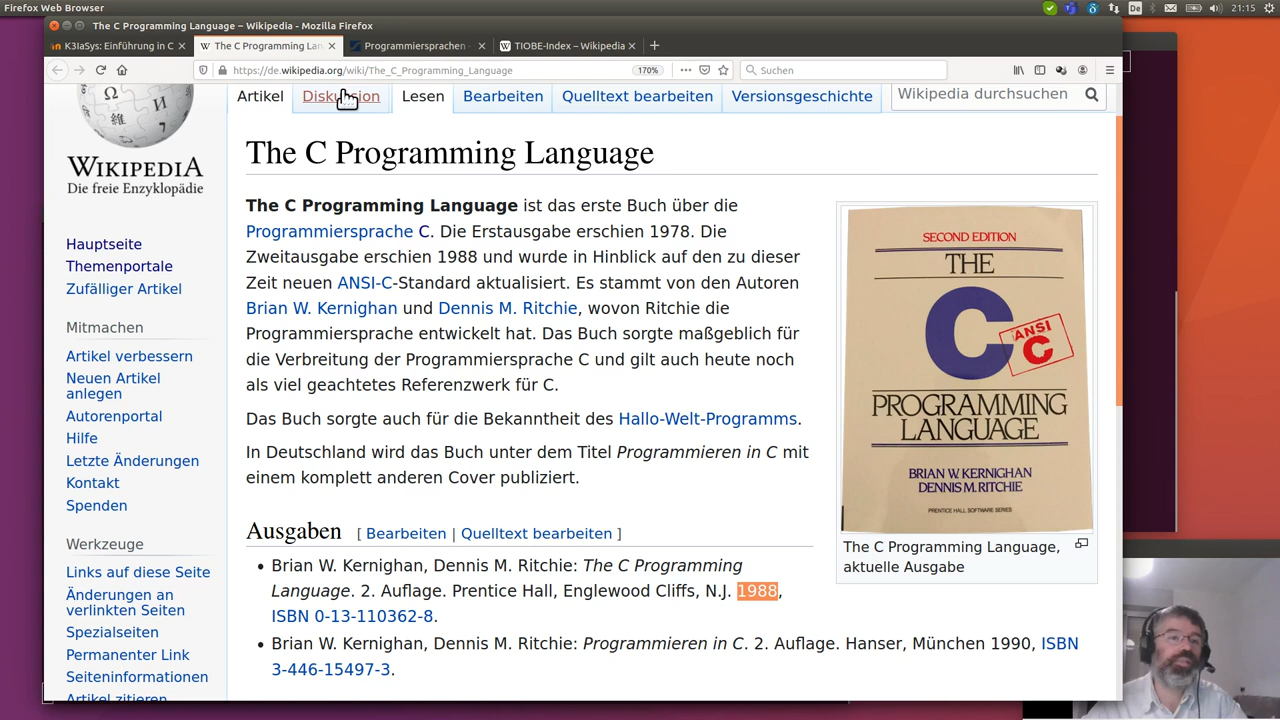 Firefox Web Browser
De
21:15
The C Programming Language – Wikipedia - Mozilla Firefox
K3IaSys: Einführung in C
The C Programming Lan
Programmiersprachen
TIOBE-Index – Wikipedia
https://de.wikipedia.org/wiki/The_C_Programming_Language
170%
Suchen
Artikel
Diskussion
Lesen
Bearbeiten
Quelltext bearbeiten
Versionsgeschichte
Wikipedia durchsuchen
WIKIPEDIA
Die freie Enzyklopädie
Hauptseite
Themenportale
Zufälliger Artikel
Mitmachen
Artikel verbessern
Neuen Artikel
anlegen
Autorenportal
Hilfe
Letzte Änderungen
Kontakt
Spenden
Werkzeuge
Links auf diese Seite
Änderungen an
verlinkten Seiten
Spezialseiten
Permanenter Link
Seiteninformationen
Artikel zitieren
The C Programming Language
The C Programming Language ist das erste Buch über die
Programmiersprache C. Die Erstausgabe erschien 1978. Die
Zweitausgabe erschien 1988 und wurde in Hinblick auf den zu dieser
Zeit neuen ANSI-C-Standard aktualisiert. Es stammt von den Autoren
Brian W. Kernighan und Dennis M. Ritchie, wovon Ritchie die
Programmiersprache entwickelt hat. Das Buch sorgte maßgeblich für
die Verbreitung der Programmiersprache C und gilt auch heute noch
als viel geachtetes Referenzwerk für C.
Das Buch sorgte auch für die Bekanntheit des Hallo-Welt-Programms.
In Deutschland wird das Buch unter dem Titel Programmieren in C mit
einem komplett anderen Cover publiziert.
Ausgaben [ Bearbeiten | Quelltext bearbeiten ]
• Brian W. Kernighan, Dennis M. Ritchie: The C Programming
Language. 2. Auflage. Prentice Hall, Englewood Cliffs, N.J. 1988,
ISBN 0-13-110362-8.
• Brian W. Kernighan, Dennis M. Ritchie: Programmieren in C. 2. Auflage. Hanser, München 1990, ISBN
3-446-15497-3.
SECOND EDITION
THE
C
ANSI
C
PROGRAMMING
LANGUAGE
BRIAN W. KERNIGHAN
DENNIS M. RITCHIE
PRENTICE HALL SOFTWARE SERIES
The C Programming Language,
aktuelle Ausgabe